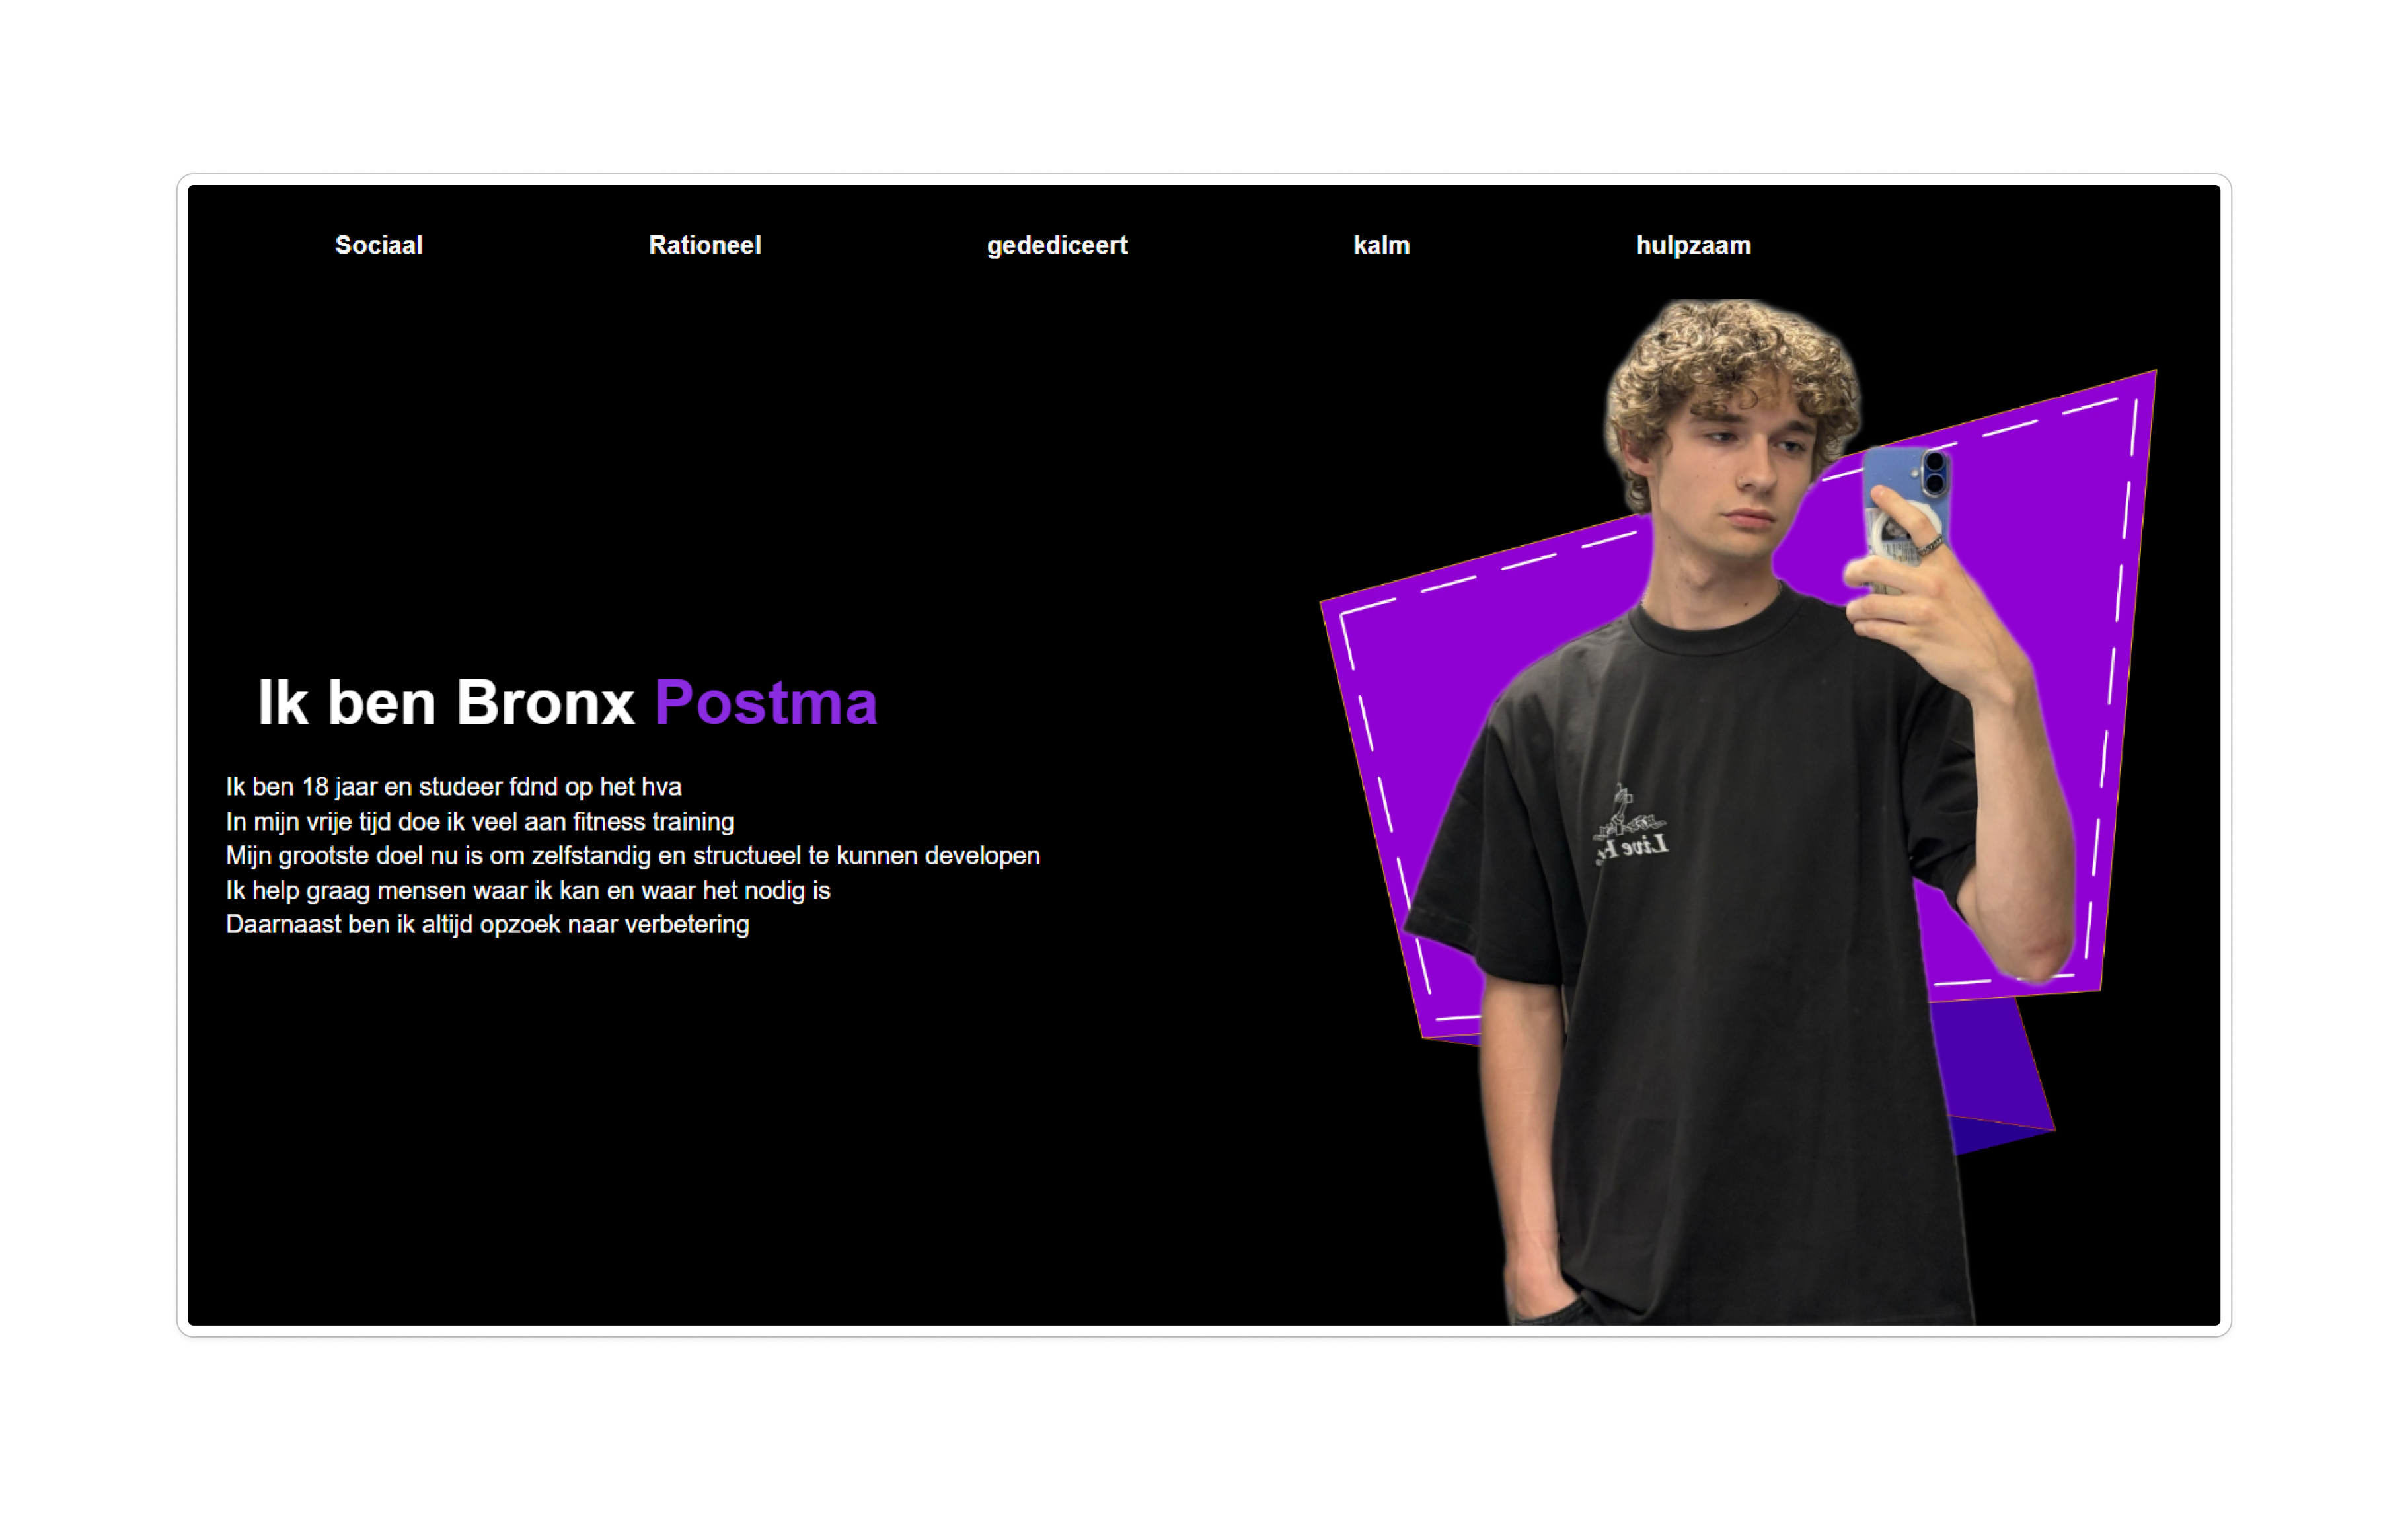 Sociaal Rationeel gedediceert kalm hulpzaam
Ik ben Bronx Postma
Ik ben 18 jaar en studeer fdnd op het hva
In mijn vrije tijd doe ik veel aan fitness training
Mijn grootste doel nu is om zelfstandig en structueel te kunnen developen
Ik help graag mensen waar ik kan en waar het nodig is
Daarnaast ben ik altijd opzoek naar verbetering
Live